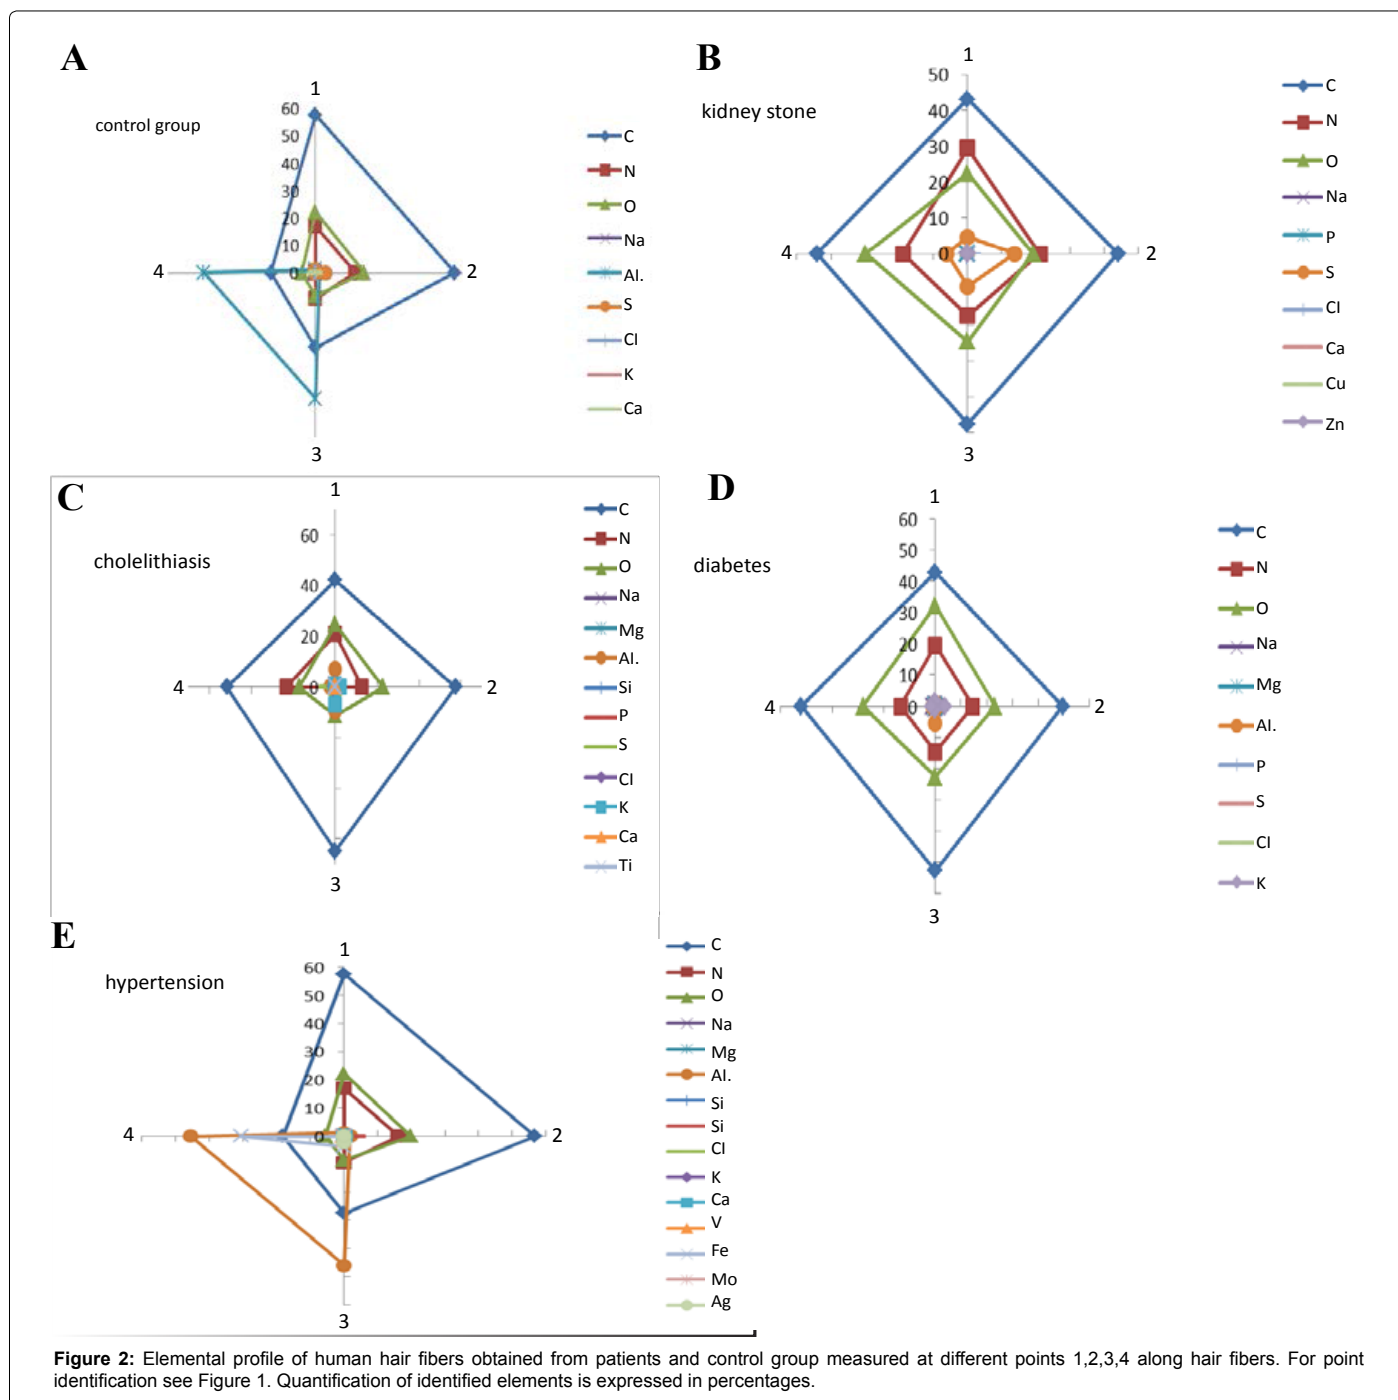 A
control group
1
60
50
40
30
20
10
0
4
2
3
C
N
O
Na
Al.
S
Cl
K
Ca
B
kidney stone
1
50
40
30
20
10
0
4
2
3
C
N
O
Na
P
S
Cl
Ca
Cu
Zn
C
cholelithiasis
1
60
40
20
0
4
2
3
C
N
O
Na
Mg
Al.
Si
P
S
Cl
K
Ca
Ti
D
diabetes
1
60
50
40
30
20
10
0
4
2
3
C
N
O
Na
Mg
Al.
P
S
Cl
K
E
hypertension
1
60
50
40
30
20
10
0
4
2
3
C
N
O
Na
Mg
Al.
Si
Si
Cl
K
Ca
V
Fe
Mo
Ag
Figure 2: Elemental profile of human hair fibers obtained from patients and control group measured at different points 1,2,3,4 along hair fibers. For point
identification see Figure 1. Quantification of identified elements is expressed in percentages.